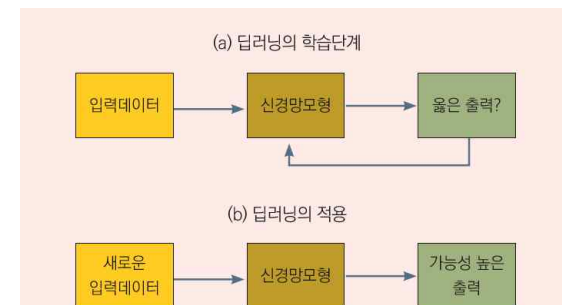 (a) 딥러닝의 학습단계
입력데이터
신경망모형
옳은 출력?
(b) 딥러닝의 적용
새로운
입력데이터
신경망모형
가능성 높은
출력